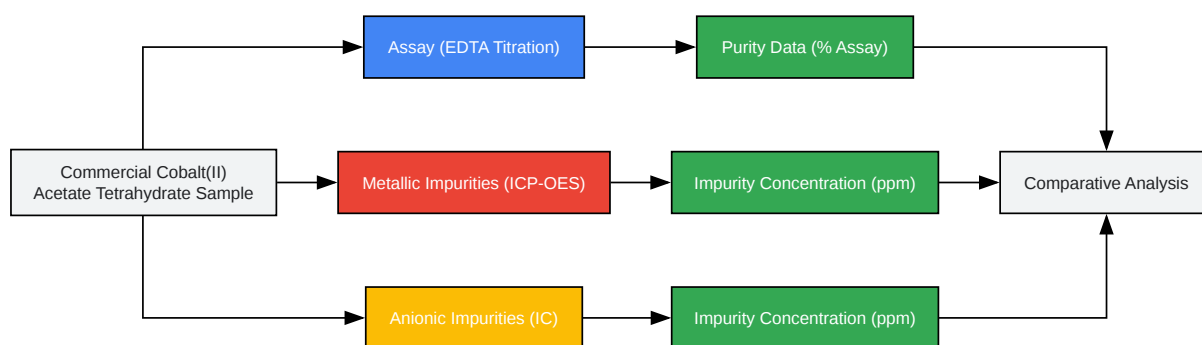 Assay (EDTA Titration)
Purity Data (% Assay)
Commercial Cobalt(II)
Acetate Tetrahydrate Sample
Metallic Impurities (ICP-OES)
Impurity Concentration (ppm)
Comparative Analysis
Anionic Impurities (IC)
Impurity Concentration (ppm)